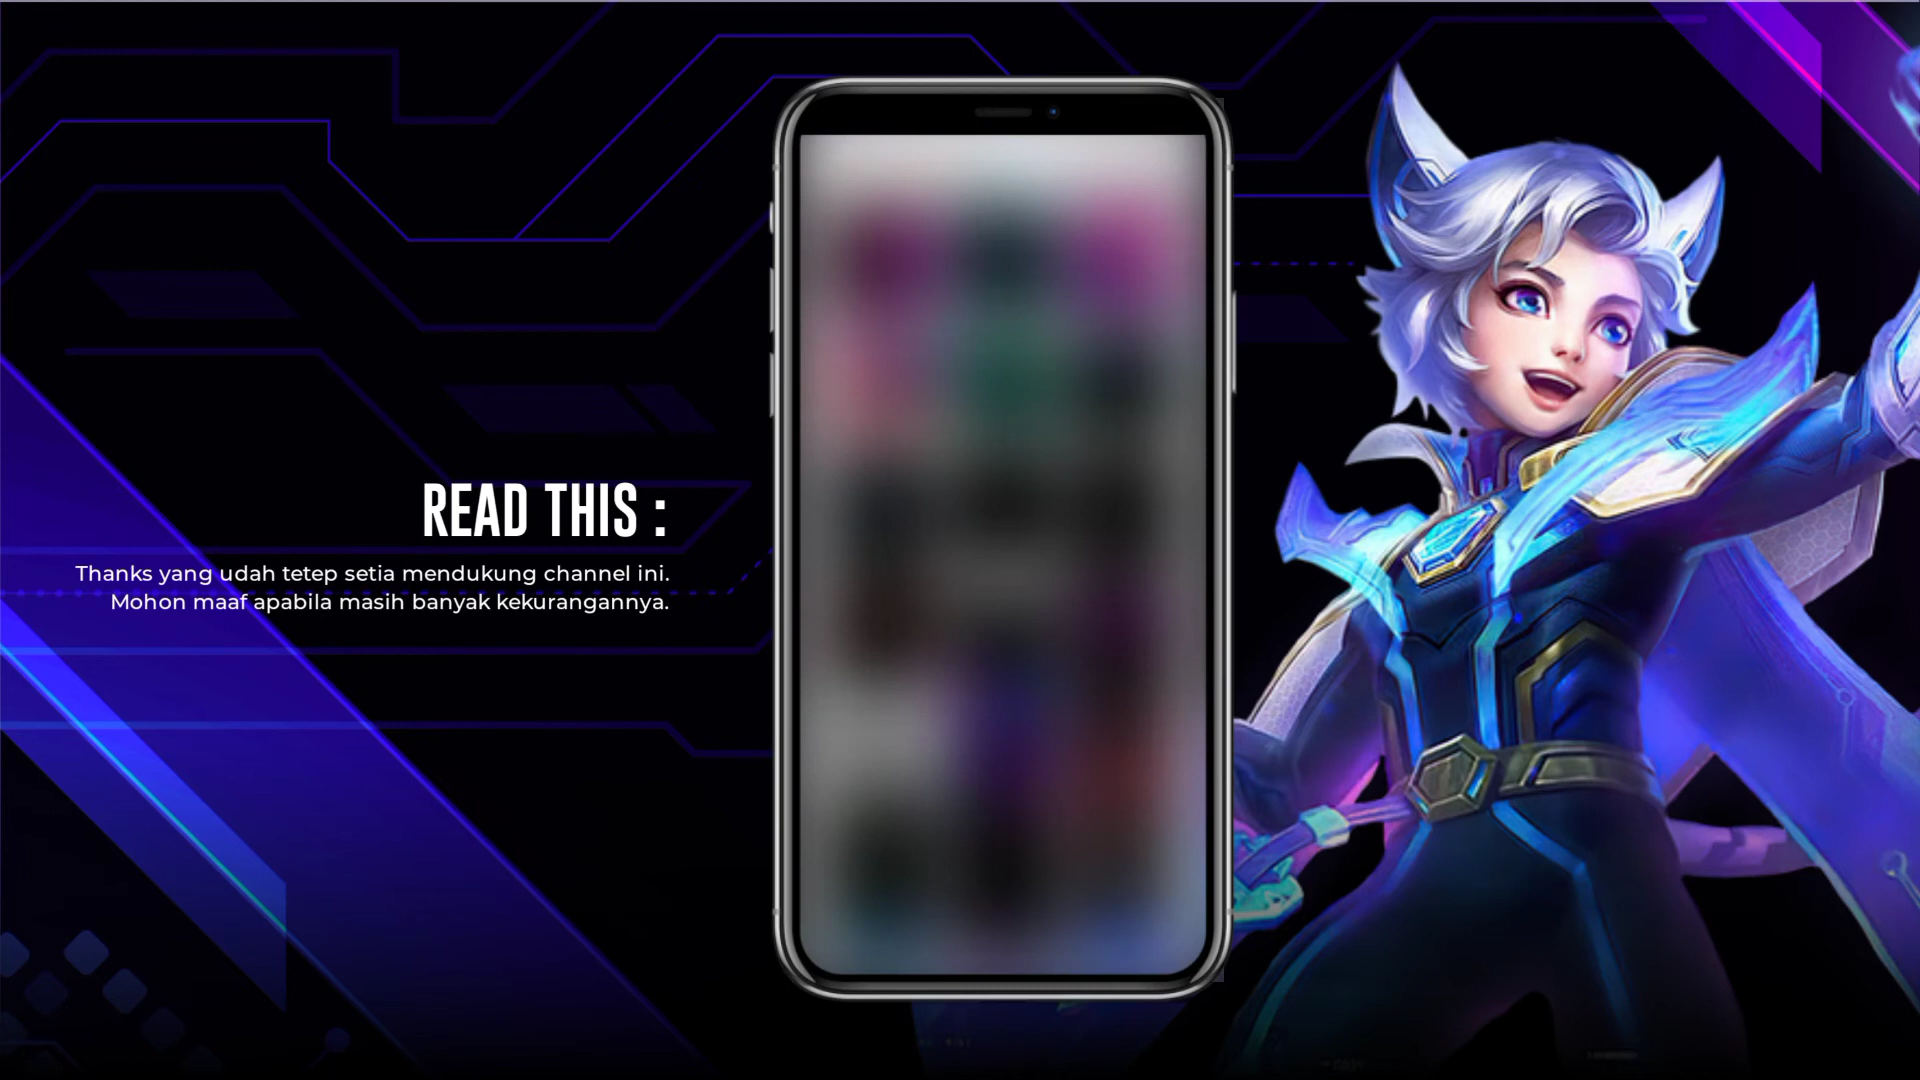 READ THIS :
Thanks yang udah tetep setia mendukung channel ini.
Mohon maaf apabila masih banyak kekurangannya.